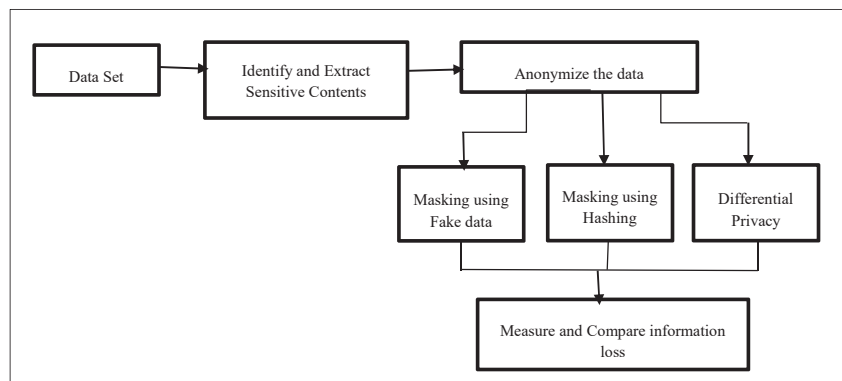 Data Set
Identify and Extract
Sensitive Contents
Anonymize the data
Masking using
Fake data
Masking using
Hashing
Differential
Privacy
Measure and Compare information
loss